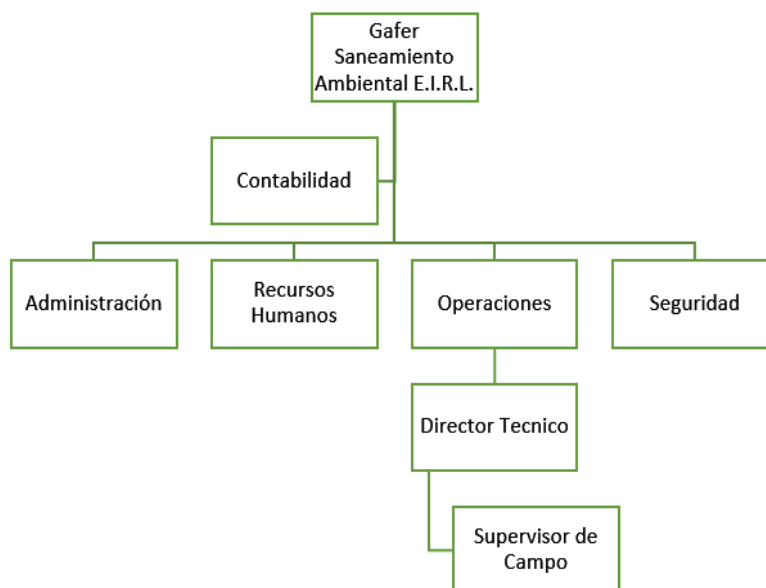 Gafer
Saneamiento
Ambiental E.I.R.L.
Contabilidad
Administración
Recursos
Humanos
Operaciones
Seguridad
Director Tecnico
Supervisor de
Campo